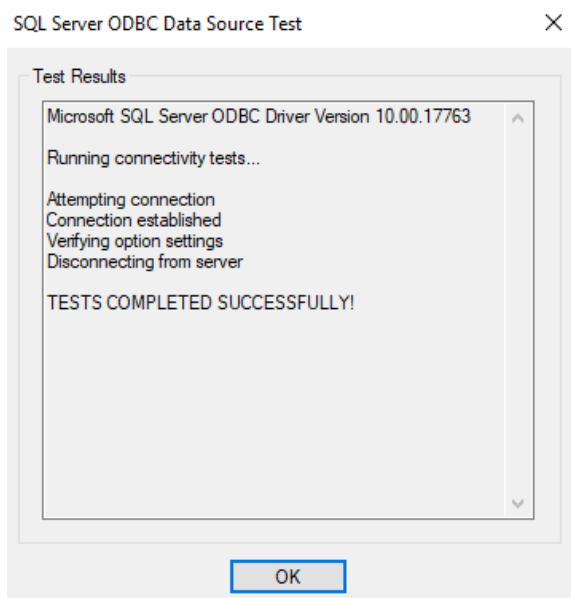 SQL Server ODBC Data Source Test
Test Results
Microsoft SQL Server ODBC Driver Version 10.00.17763
Running connectivity tests...
Attempting connection
Connection established
Verifying option settings
Disconnecting from server
TESTS COMPLETED SUCCESSFULLY!
OK